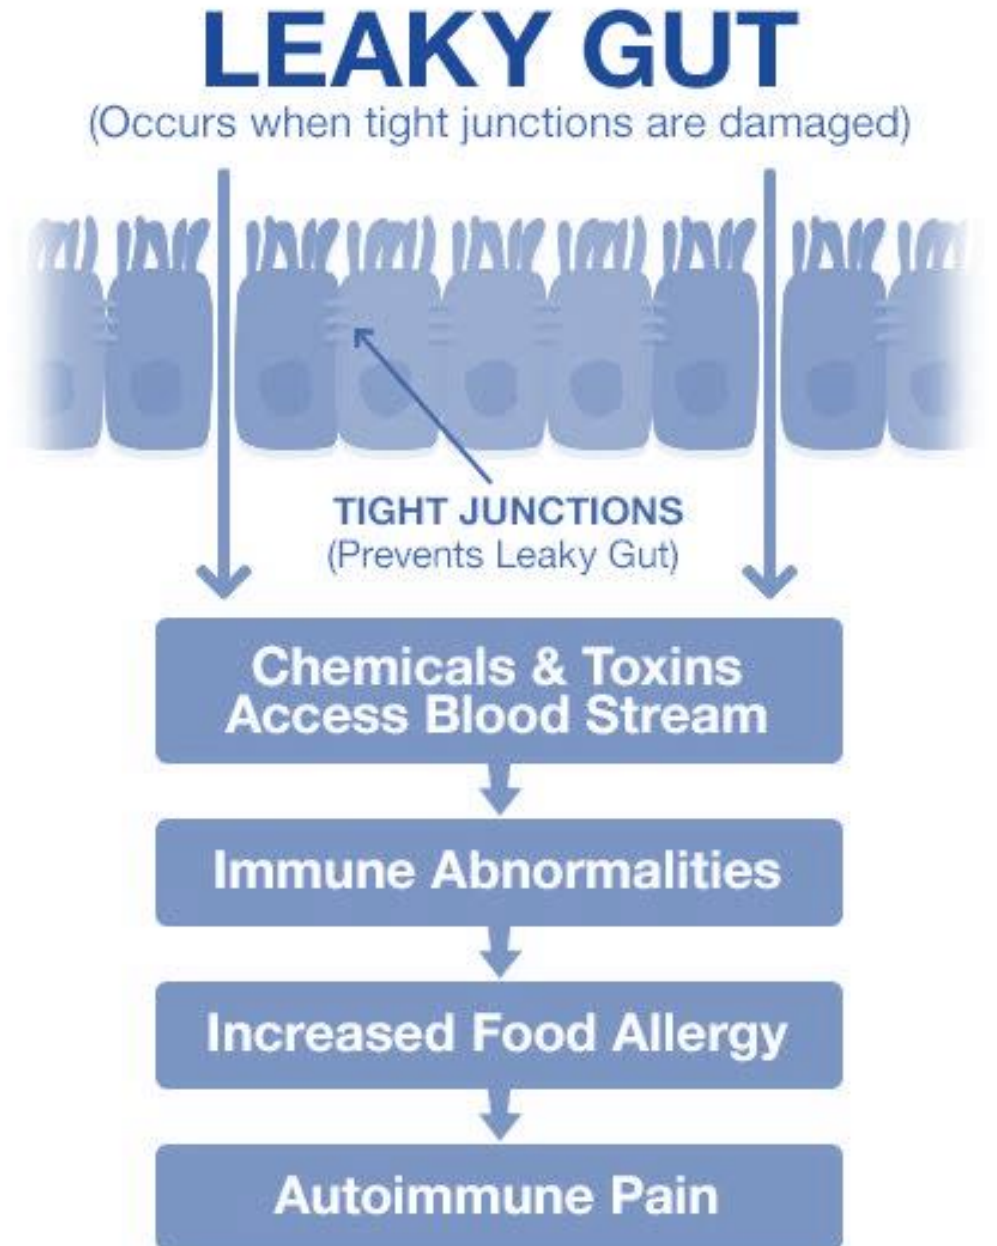 LEAKY GUT
(Occurs when tight junctions are damaged)
TIGHT JUNCTIONS
(Prevents Leaky Gut)
Chemicals & Toxins
Access Blood Stream
Immune Abnormalities
Increased Food Allergy
Autoimmune Pain